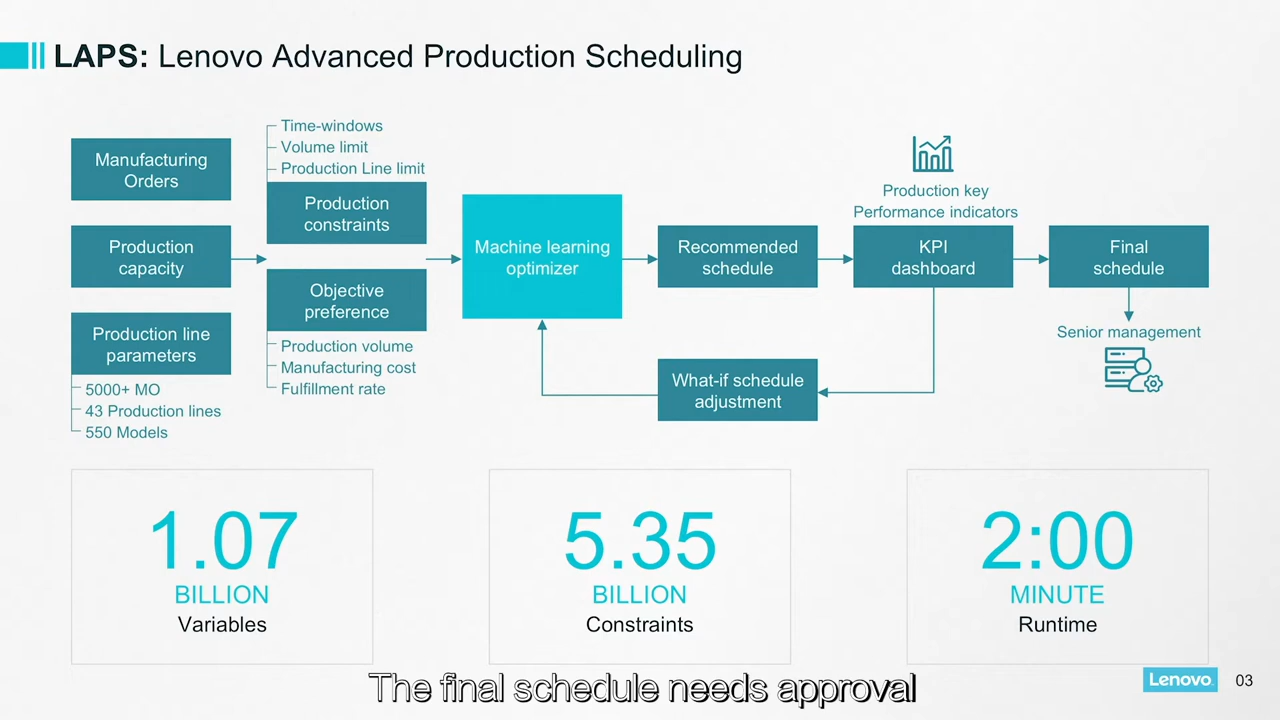 LAPS: Lenovo Advanced Production Scheduling
Manufacturing
Orders
Production
capacity
Production line
parameters
5000+ MO
43 Production lines
550 Models
Time-windows
Volume limit
Production Line limit
Production
constraints
Objective
preference
Production volume
Manufacturing cost
Fulfillment rate
Machine learning
optimizer
Recommended
schedule
What-if schedule
adjustment
Production key
Performance indicators
KPI
dashboard
Final
schedule
Senior management
1.07
BILLION
Variables
5.35
BILLION
Constraints
2:00
MINUTE
Runtime
The final schedule needs approval
Lenovo
03